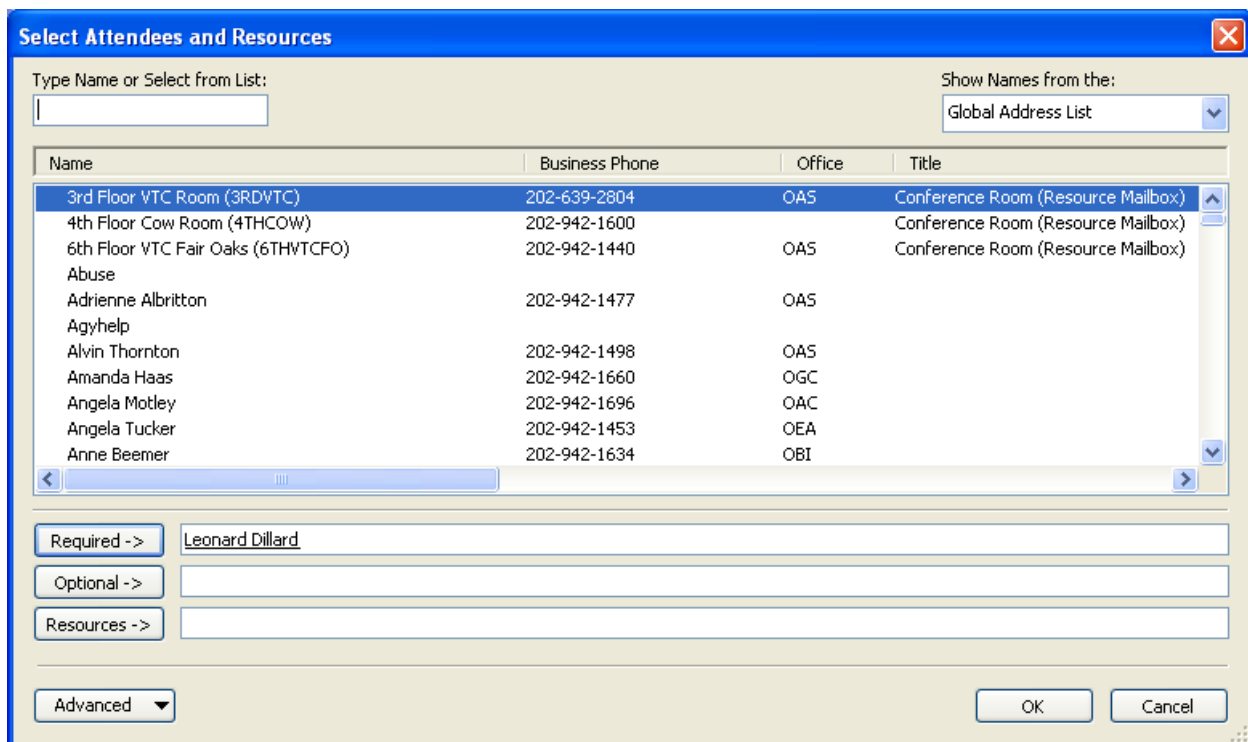 Select Attendees and Resources
Type Name or Select from List:
Show Names from the:
Global Address List
Name Business Phone Office Title
3rd Floor VTC Room (3RDVTC) 202-639-2804 OAS Conference Room (Resource Mailbox)
4th Floor Cow Room (4THCOW) 202-942-1600 Conference Room (Resource Mailbox)
6th Floor VTC Fair Oaks (6THVTCFO) 202-942-1440 OAS Conference Room (Resource Mailbox)
Abuse
Adrienne Albritton 202-942-1477 OAS
Agyhelp
Alvin Thornton 202-942-1498 OAS
Amanda Haas 202-942-1660 OGC
Angela Motley 202-942-1696 OAC
Angela Tucker 202-942-1453 OEA
Anne Beemer 202-942-1634 OBI
Required -> Leonard Dillard
Optional ->
Resources ->
Advanced
OK Cancel